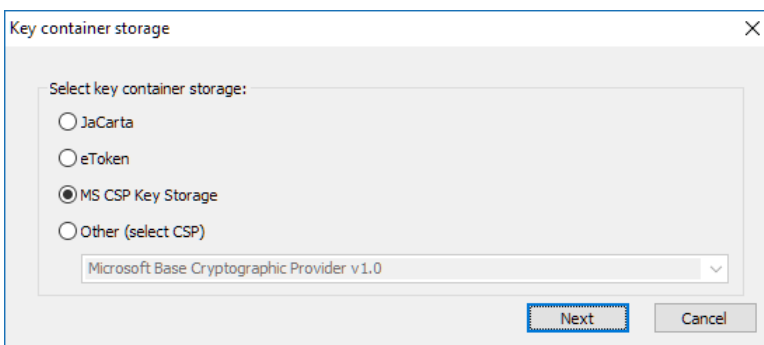 Key container storage
Select key container storage:
JaCarta
eToken
MS CSP Key Storage
Other (select CSP)
Microsoft Base Cryptographic Provider v1.0
Next Cancel